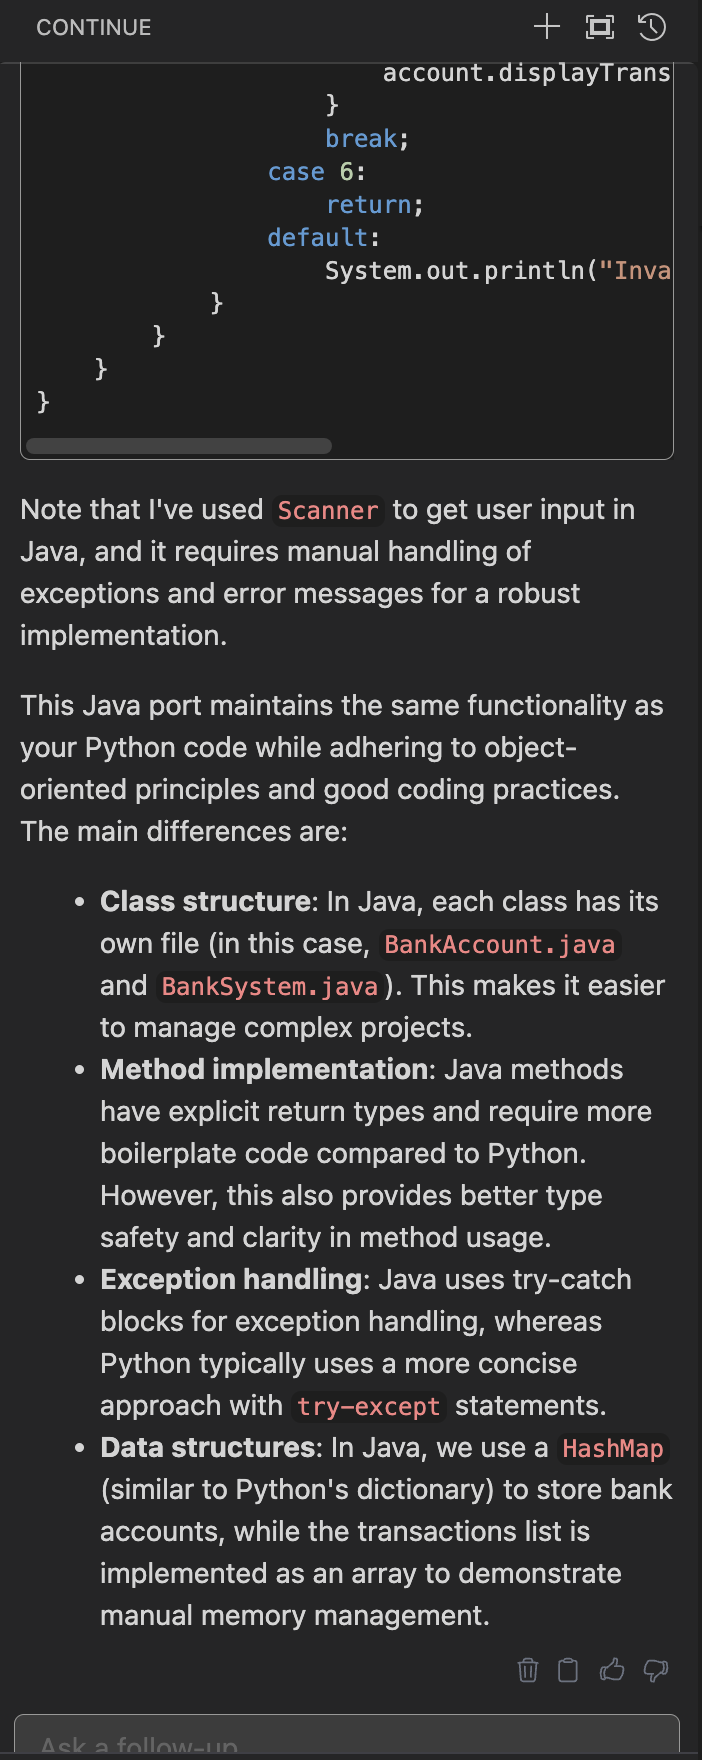 CONTINUE
account.displayTrans
}
break;
case 6:
return;
default:
System.out.println("Inva
}
}
}
}
Note that I've used Scanner to get user input in
Java, and it requires manual handling of
exceptions and error messages for a robust
implementation.
This Java port maintains the same functionality as
your Python code while adhering to object-
oriented principles and good coding practices.
The main differences are:
• Class structure: In Java, each class has its
own file (in this case, BankAccount.java
and BankSystem.java). This makes it easier
to manage complex projects.
• Method implementation: Java methods
have explicit return types and require more
boilerplate code compared to Python.
However, this also provides better type
safety and clarity in method usage.
• Exception handling: Java uses try-catch
blocks for exception handling, whereas
Python typically uses a more concise
approach with try-except statements.
• Data structures: In Java, we use a HashMap
(similar to Python's dictionary) to store bank
accounts, while the transactions list is
implemented as an array to demonstrate
manual memory management.
Ask a follow-up